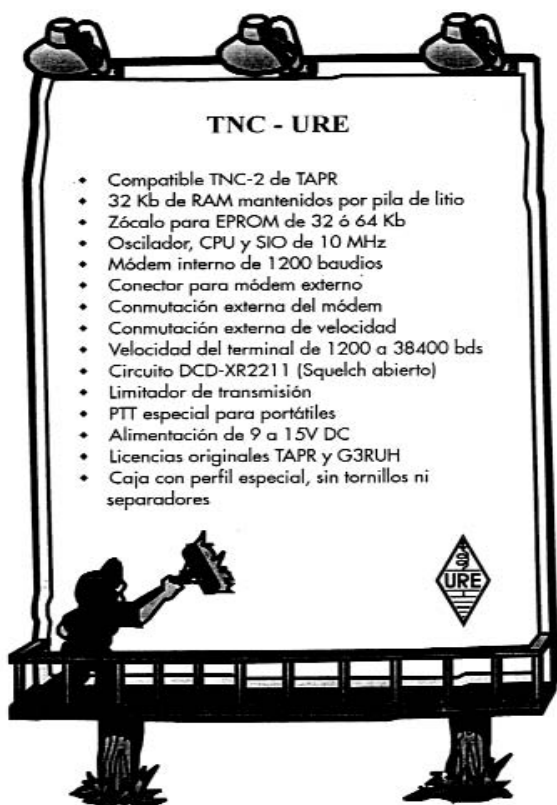 TNC - URE
Compatible TNC-2 de TAPR
32 Kb de RAM mantenidos por pila de litio
Zócalo para EPROM de 32 ó 64 Kb
Oscilador, CPU y SIO de 10 MHz
Módem interno de 1200 baudios
Conector para módem externo
Conmutación externa del módem
Conmutación externa de velocidad
Velocidad del terminal de 1200 a 38400 bds
Circuito DCD-XR2211 (Squelch abierto)
Limitador de transmisión
PTT especial para portátiles
Alimentación de 9 a 15V DC
Licencias originales TAPR y G3RUH
Caja con perfil especial, sin tornillos ni
separadores
URE